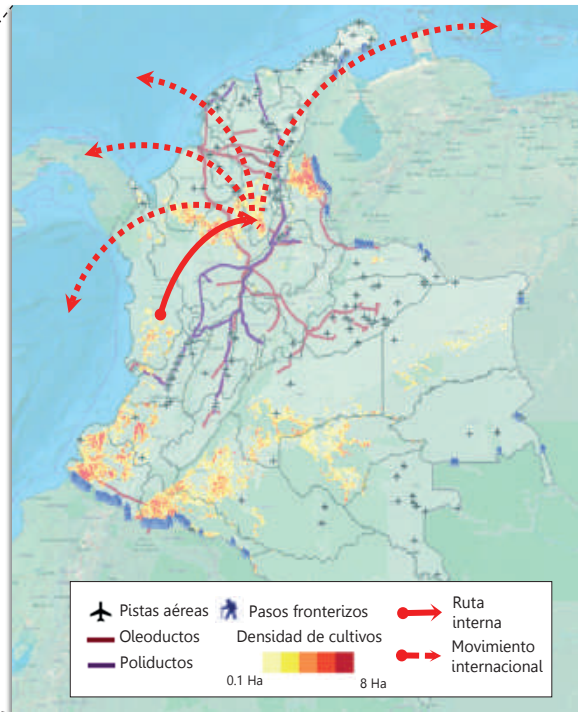 Pistas aéreas
Pasos fronterizos
Ruta
interna
Oleoductos
Densidad de cultivos
Poliductos
Movimiento
internacional
0.1 Ha
8 Ha